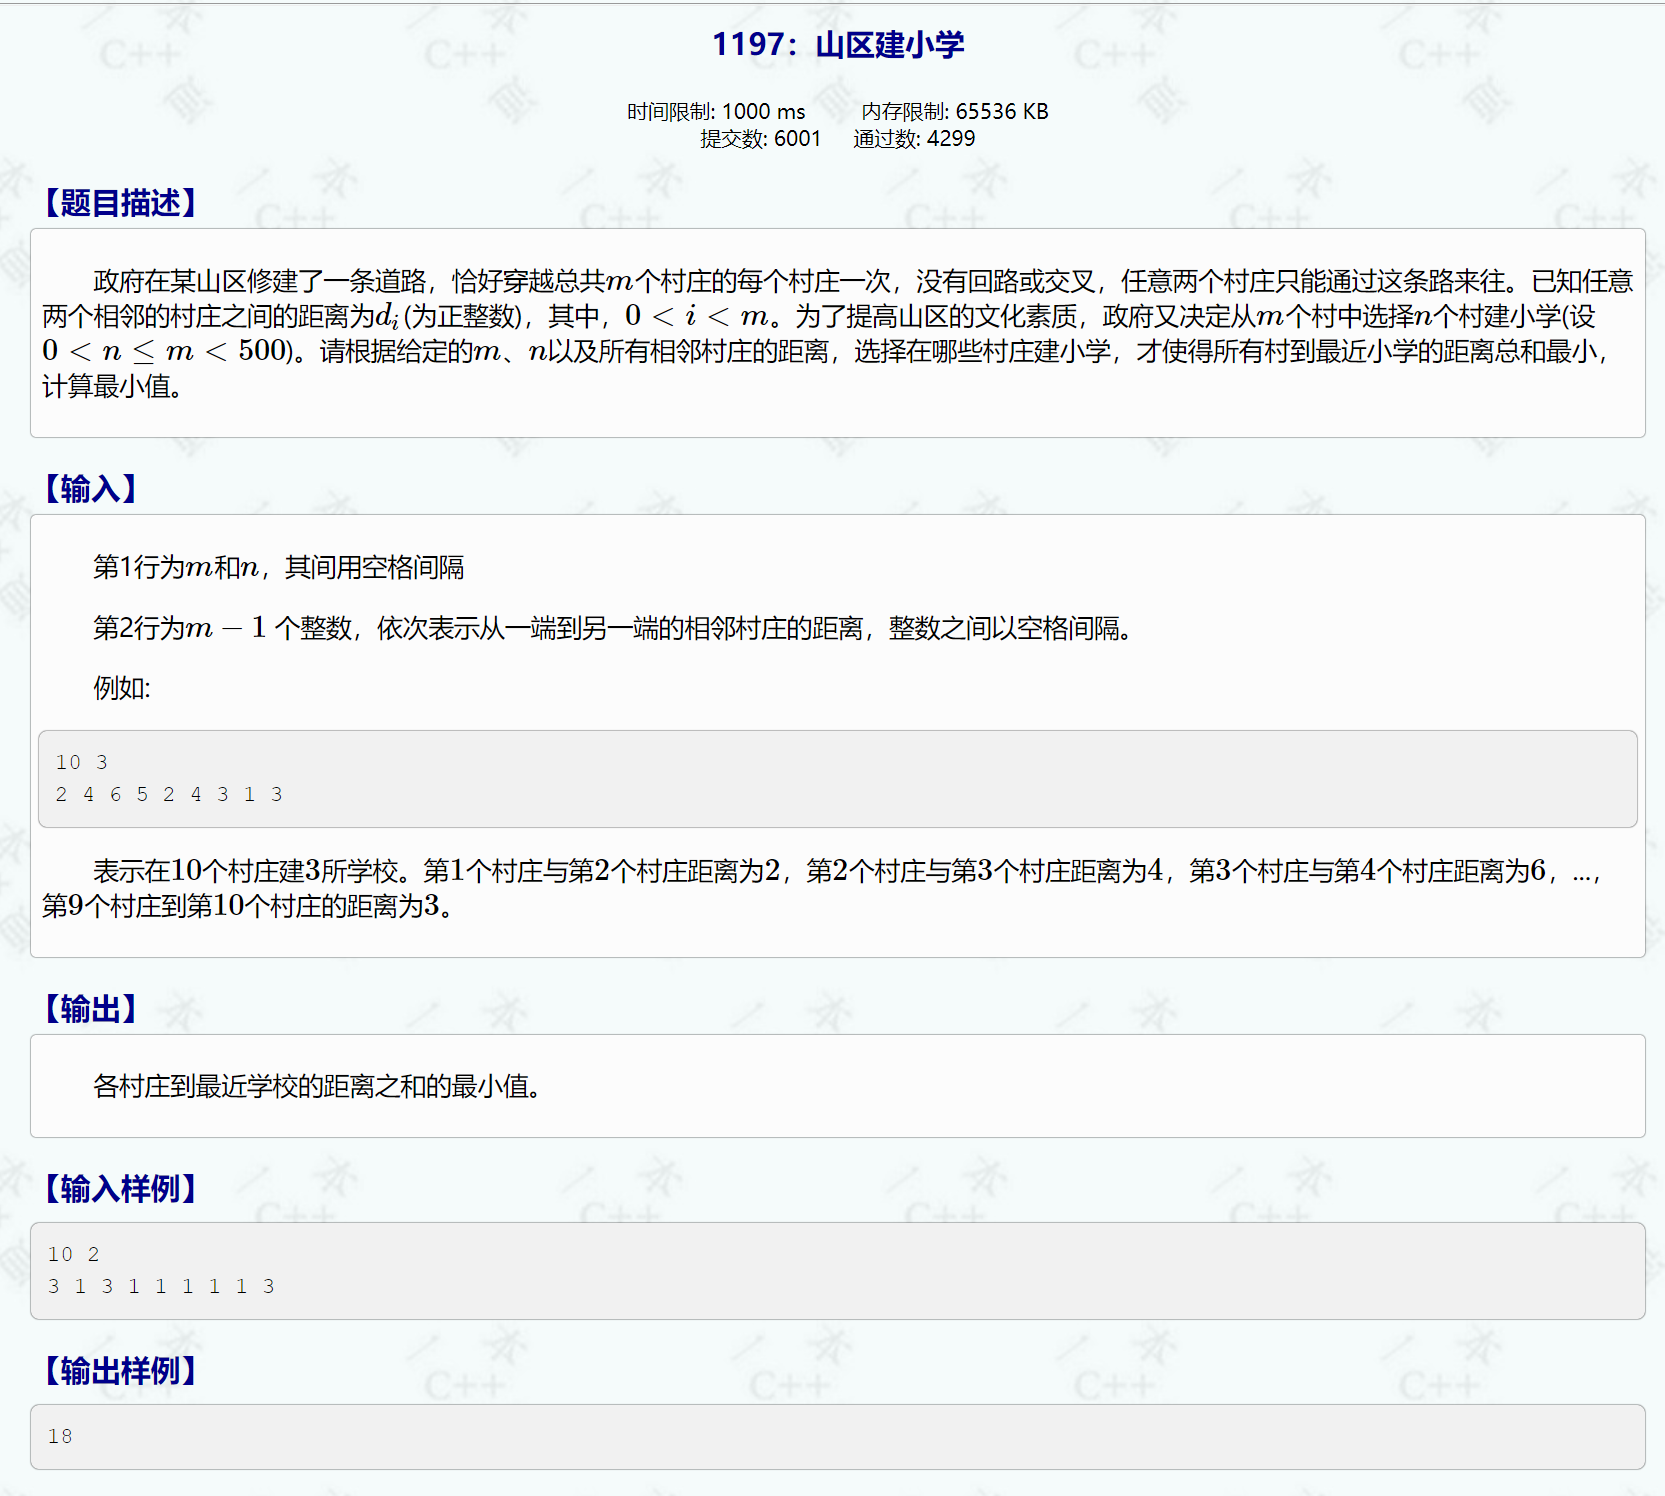 1197：山区建小学
时间限制: 1000 ms 内存限制: 65536 KB
提交数: 6001 通过数: 4299
【题目描述】
政府在某山区修建了一条道路，恰好穿越总共m个村庄的每个村庄一次，没有回路或交叉，任意两个村庄只能通过这条路来往。已知任意
两个相邻的村庄之间的距离为d_i(为正整数)，其中，0 < i < m。为了提高山区的文化素质，政府又决定从m个村中选择n个村建小学(设
0 < n ≤ m < 500)。请根据给定的m、n以及所有相邻村庄的距离，选择在哪些村庄建小学，才使得所有村到最近小学的距离总和最小，
计算最小值。
【输入】
第1行为m和n，其间用空格间隔
第2行为m − 1 个整数，依次表示从一端到另一端的相邻村庄的距离，整数之间以空格间隔。
例如:
10 3
2 4 6 5 2 4 3 1 3
表示在10个村庄建3所学校。第1个村庄与第2个村庄距离为2，第2个村庄与第3个村庄距离为4，第3个村庄与第4个村庄距离为6，...，
第9个村庄到第10个村庄的距离为3。
【输出】
各村庄到最近学校的距离之和的最小值。
【输入样例】
10 2
3 1 3 1 1 1 1 1 3
【输出样例】
18